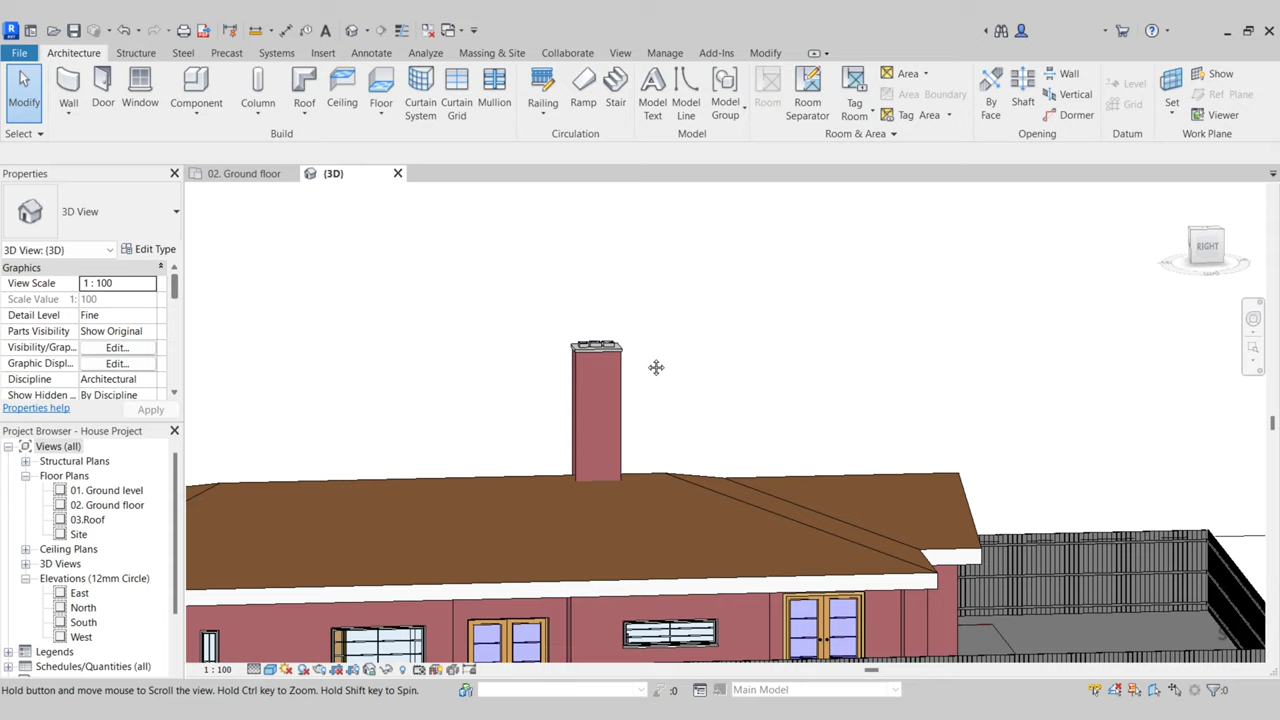 File Architecture Structure Steel Precast Systems Insert Annotate Analyze Massing & Site Collaborate View Manage Add-Ins Modify
Modify Wall Door Window Component Column Roof Ceiling Floor Curtain System Curtain Grid Mullion Railing Ramp Stair Model Text Model Line Model Group Room Room Separator Tag Room Area Area Boundary Tag Area By Face Shaft Wall Vertical Dormer Level Grid Set Show Ref Plane Viewer
Select Build Circulation Model Room & Area Opening Datum Work Plane
Properties
02. Ground floor
{3D}
3D View
3D View: {3D}
Edit Type
Graphics
View Scale 1 : 100
Scale Value 1: 100
Detail Level Fine
Parts Visibility Show Original
Visibility/Grap... Edit...
Graphic Displ... Edit...
Discipline Architectural
Show Hidden ... By Discipline
Properties help
Apply
Project Browser - House Project
Views (all)
Structural Plans
Floor Plans
01. Ground level
02. Ground floor
03.Roof
Site
Ceiling Plans
3D Views
Elevations (12mm Circle)
East
North
South
West
Legends
Schedules/Quantities (all)
RIGHT
1 : 100
Hold button and move mouse to Scroll the view. Hold Ctrl key to Zoom. Hold Shift key to Spin.
:0
Main Model
:0